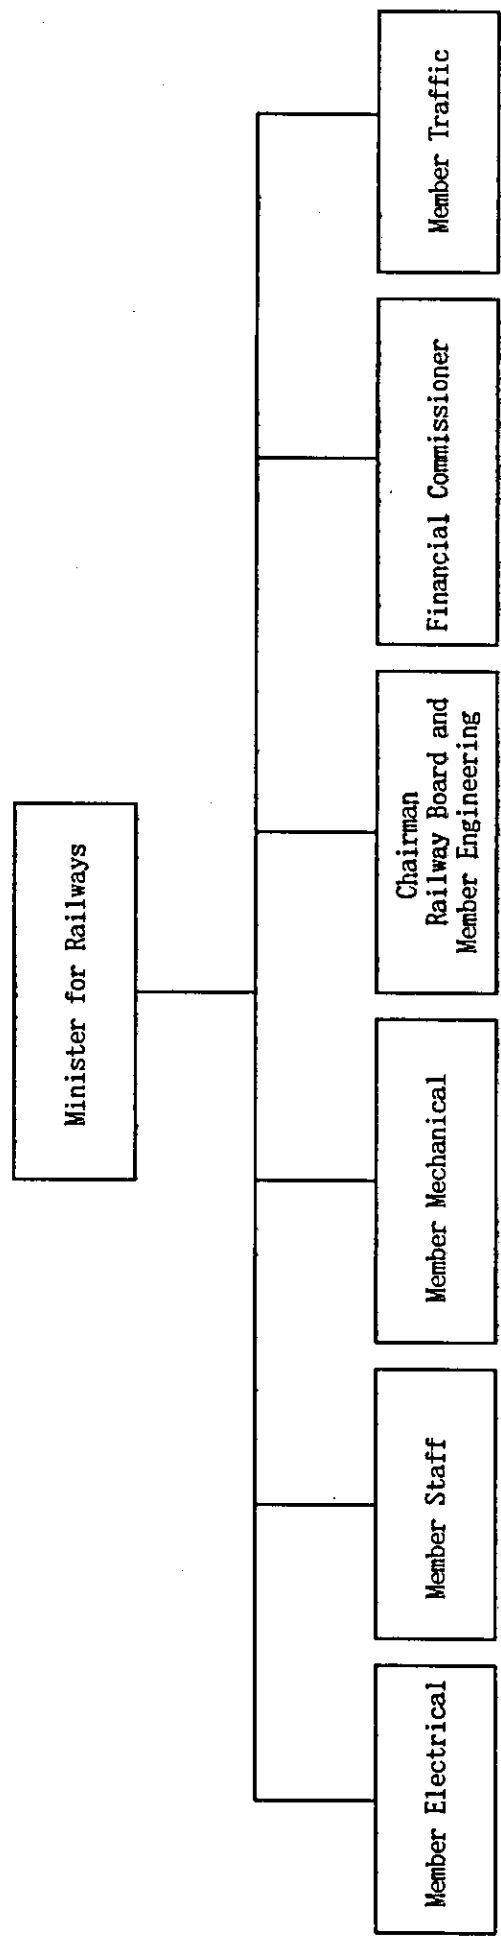 Minister for Railways
Member Electrical
Member Staff
Member Mechanical
Chairman
Railway Board and
Member Engineering
Financial Commissioner
Member Traffic